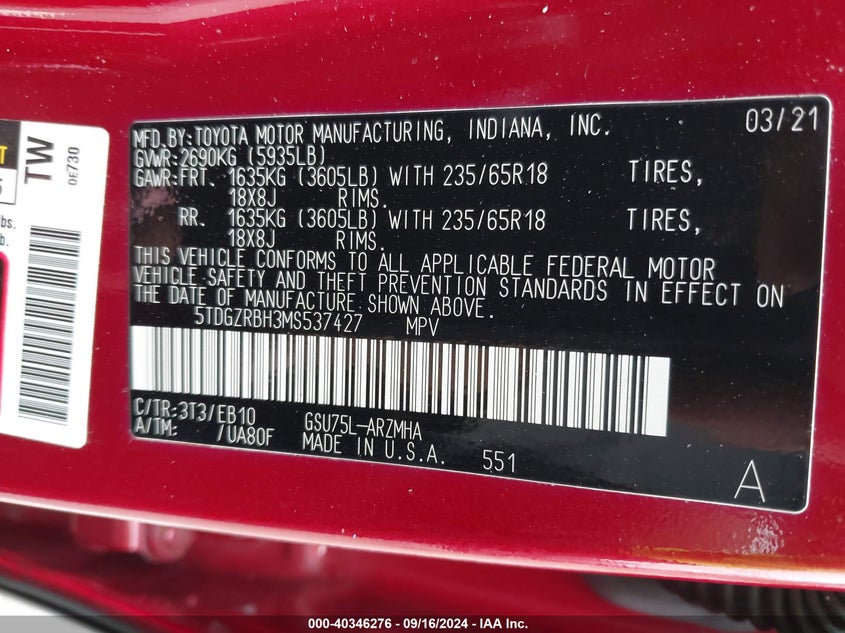 T
5
lbs.
b.
TW
0E730
MFD.BY:TOYOTA MOTOR MANUFACTURING, INDIANA, INC. 03/21
GVWR:2690KG (5935LB)
GAWR:FRT. 1635KG (3605LB) WITH 235/65R18 TIRES,
18X8J RIMS.
RR. 1635KG (3605LB) WITH 235/65R18 TIRES,
18X8J RIMS.
THIS VEHICLE CONFORMS TO ALL APPLICABLE FEDERAL MOTOR
VEHICLE SAFETY AND THEFT PREVENTION STANDARDS IN EFFECT ON
THE DATE OF MANUFACTURE SHOWN ABOVE.
5TDGZRBH3MS537427 MPV
C/TR:3T3/EB10 GSU75L-ARZMHA
A/TM: /UA80F MADE IN U.S.A. 551
A
000-40346276 - 09/16/2024 - IAA Inc.